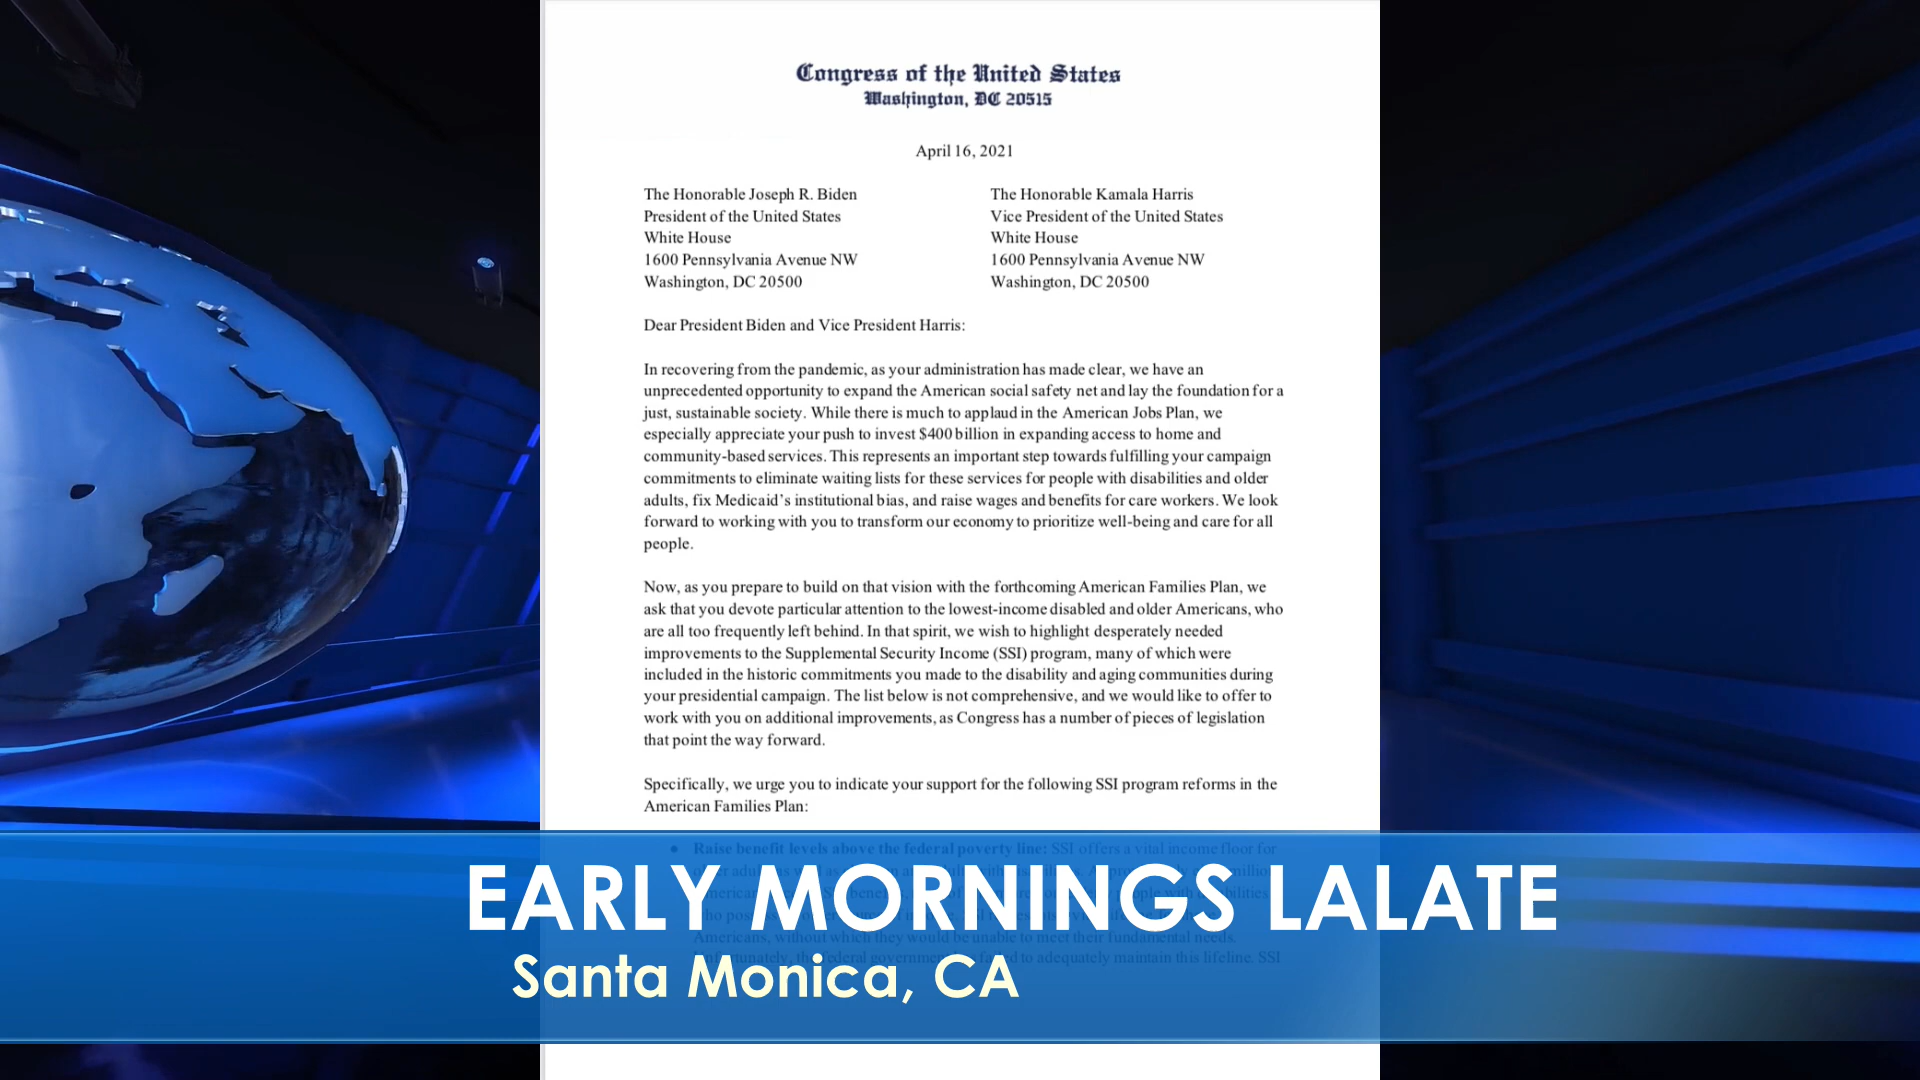 Congress of the United States
Washington, DC 20515
April 16, 2021
The Honorable Joseph R. Biden
President of the United States
White House
1600 Pennsylvania Avenue NW
Washington, DC 20500
The Honorable Kamala Harris
Vice President of the United States
White House
1600 Pennsylvania Avenue NW
Washington, DC 20500
Dear President Biden and Vice President Harris:
In recovering from the pandemic, as your administration has made clear, we have an
unprecedented opportunity to expand the American social safety net and lay the foundation for a
just, sustainable society. While there is much to applaud in the American Jobs Plan, we
especially appreciate your push to invest $400 billion in expanding access to home and
community-based services. This represents an important step towards fulfilling your campaign
commitments to eliminate waiting lists for these services for people with disabilities and older
adults, fix Medicaid’s institutional bias, and raise wages and benefits for care workers. We look
forward to working with you to transform our economy to prioritize well-being and care for all
people.
Now, as you prepare to build on that vision with the forthcoming American Families Plan, we
ask that you devote particular attention to the lowest-income disabled and older Americans, who
are all too frequently left behind. In that spirit, we wish to highlight desperately needed
improvements to the Supplemental Security Income (SSI) program, many of which were
included in the historic commitments you made to the disability and aging communities during
your presidential campaign. The list below is not comprehensive, and we would like to offer to
work with you on additional improvements, as Congress has a number of pieces of legislation
that point the way forward.
Specifically, we urge you to indicate your support for the following SSI program reforms in the
American Families Plan:
• Raise benefit levels above the federal poverty line: SSI offers a vital income floor for
Americans, without which they would be unable to meet their fundamental needs.
to adequately maintain this lifeline. SSI
EARLY MORNINGS LALATE
Santa Monica, CA